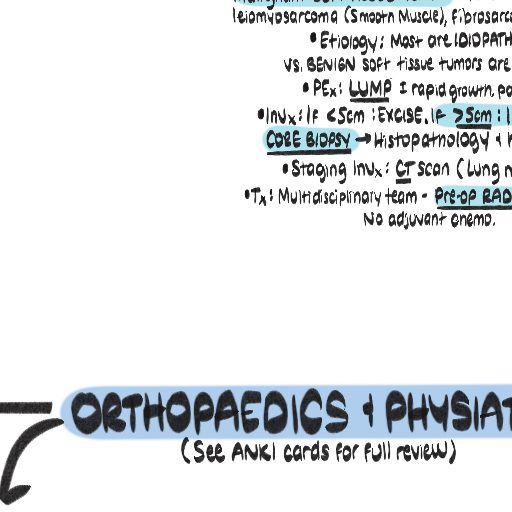 leiomyosarcoma (Smooth Muscle), Fibrosarc
• Etiology: Most are IDIOPATH
vs. BENIGN soft tissue tumors are
• PEx: LUMP ± rapid growth, pa
• Invx: If <5cm : EXCISE. If >5cm : I
CORE BIOPSY → Histopathology +
• Staging Invx: CT scan (Lung m
• Tx: Multidisciplinary team - Pre-op RAD
No adjuvant chemo.
ORTHOPAEDICS + PHYSIAT
(See ANKI cards for full review)